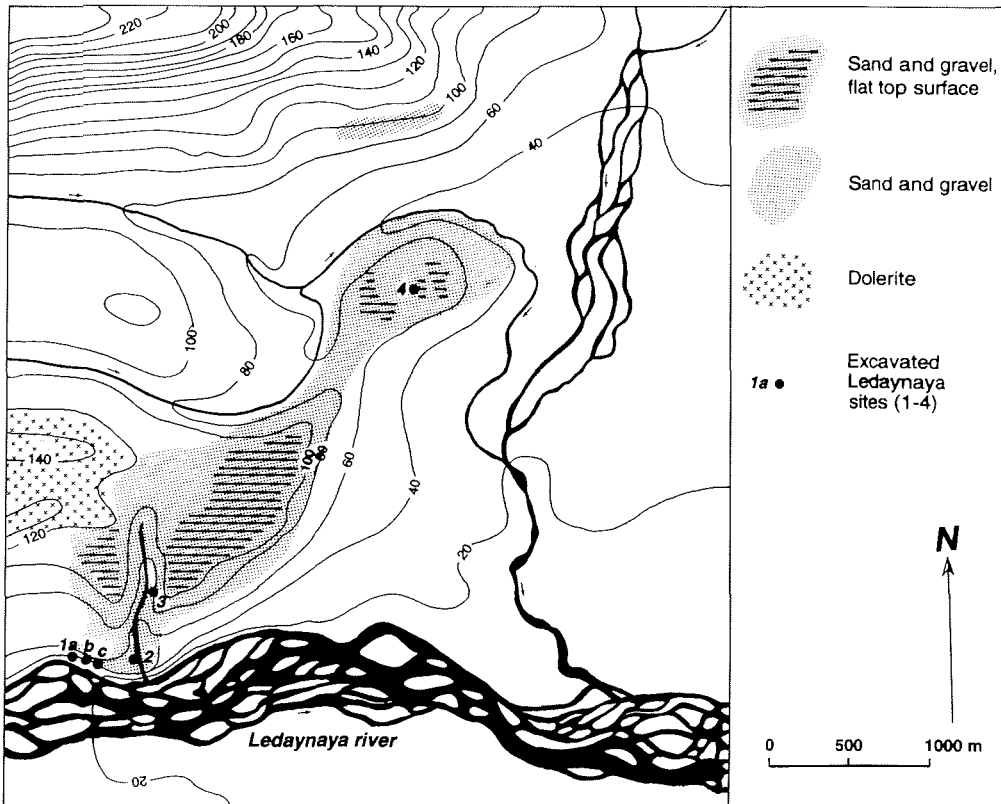 220
200
180
160
140
120
100
60
40
100
80
4
140
120
100
80
60
40
20
3
1a b c
2
Ledaynaya river
20
Sand and gravel,
flat top surface
Sand and gravel
Dolerite
1a
Excavated
Ledaynaya
sites (1-4)
N
0 500 1000 m